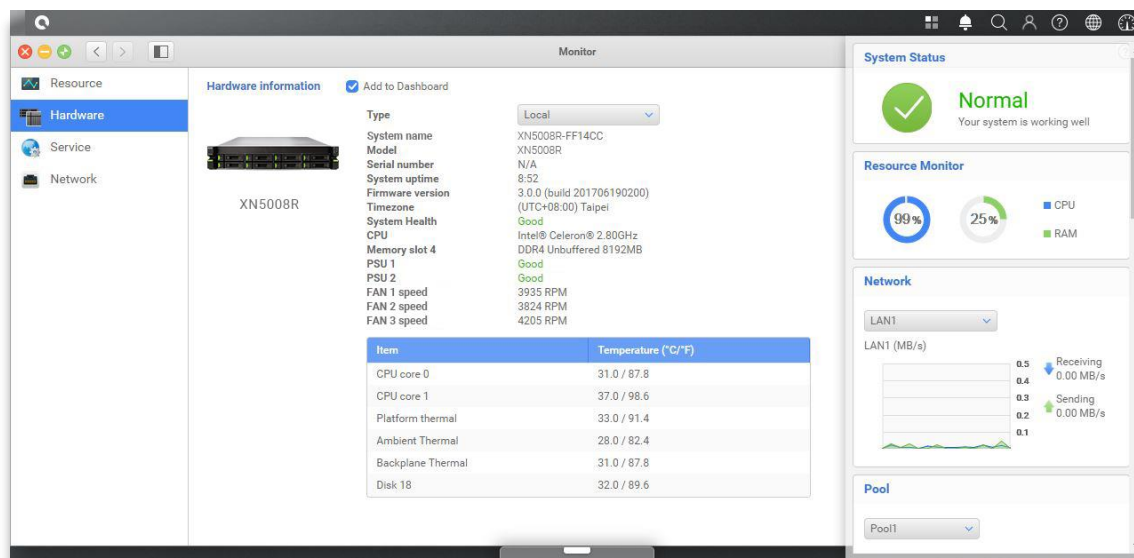 Monitor
Resource
Hardware
Service
Network
Hardware information
Add to Dashboard
XN5008R
Type Local
System name XN5008R-FF14CC
Model XN5008R
Serial number N/A
System uptime 8:52
Firmware version 3.0.0 (build 201706190200)
Timezone (UTC+08:00) Taipei
System Health Good
CPU Intel® Celeron® 2.80GHz
Memory slot 4 DDR4 Unbuffered 8192MB
PSU 1 Good
PSU 2 Good
FAN 1 speed 3935 RPM
FAN 2 speed 3824 RPM
FAN 3 speed 4205 RPM
Item Temperature (°C/°F)
CPU core 0 31.0 / 87.8
CPU core 1 37.0 / 98.6
Platform thermal 33.0 / 91.4
Ambient Thermal 28.0 / 82.4
Backplane Thermal 31.0 / 87.8
Disk 18 32.0 / 89.6
System Status
Normal
Your system is working well
Resource Monitor
99%
25%
CPU
RAM
Network
LAN1
LAN1 (MB/s)
0.5
0.4
0.3
0.2
0.1
Receiving
0.00 MB/s
Sending
0.00 MB/s
Pool
Pool1